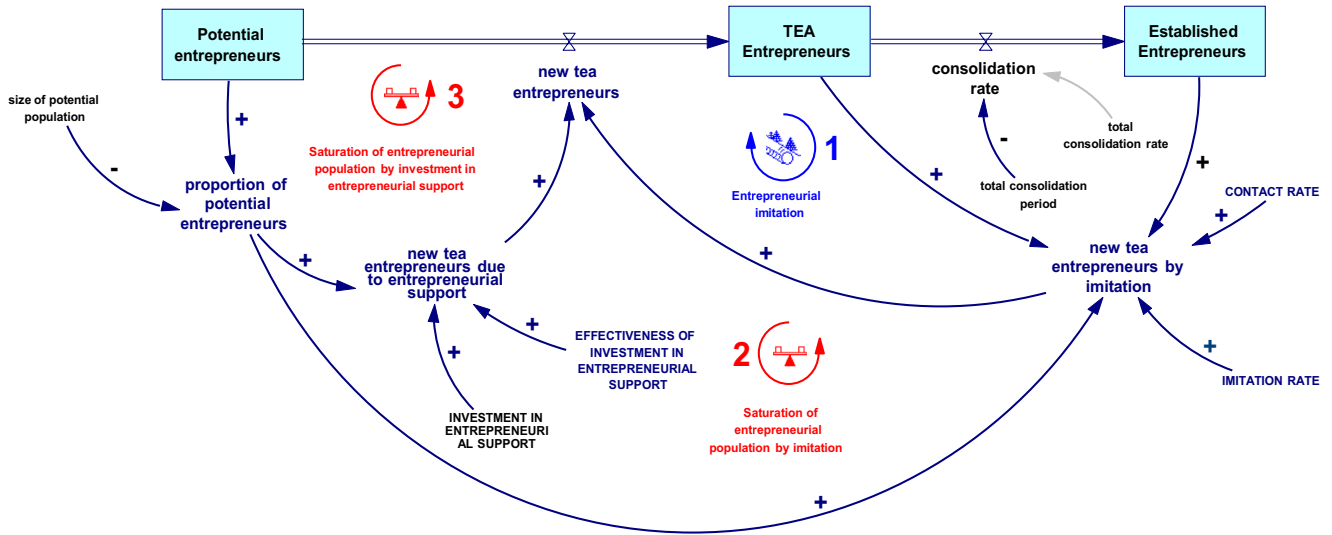 Potential
entrepreneurs
TEA
Entrepreneurs
Established
Entrepreneurs
new tea
entrepreneurs
consolidation
rate
size of potential
population
+
3
Saturation of entrepreneurial
population by investment in
entrepreneurial support
1
Entrepreneurial
imitation
-
total
consolidation rate
total consolidation
period
+
-
proportion of
potential
entrepreneurs
+
+
CONTACT RATE
+
+
new tea
entrepreneurs due
to entrepreneurial
support
+
+
new tea
entrepreneurs by
imitation
+
EFFECTIVENESS OF
INVESTMENT IN
ENTREPRENEURIAL
SUPPORT
+
2
+
IMITATION RATE
INVESTMENT IN
ENTREPRENEURI
AL SUPPORT
Saturation of
entrepreneurial
population by imitation
+